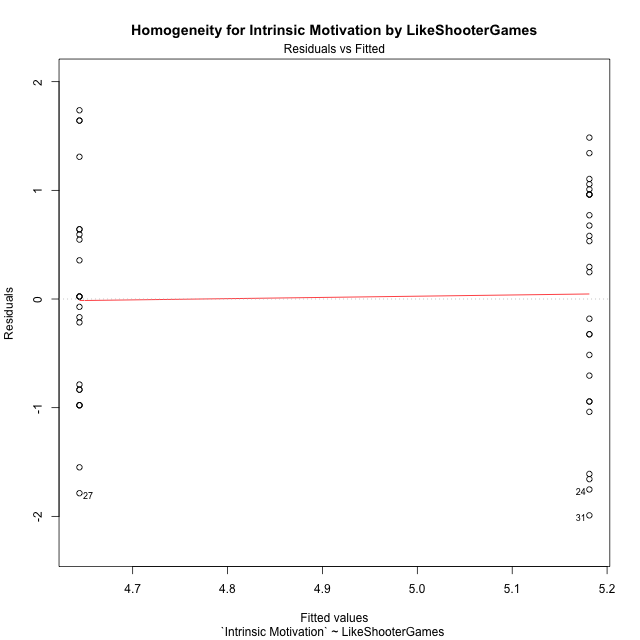 Homogeneity for Intrinsic Motivation by LikeShooterGames
Residuals vs Fitted
2
1
0
-1
-2
Residuals
27
24
31
4.7 4.8 4.9 5.0 5.1 5.2
Fitted values
`Intrinsic Motivation` ~ LikeShooterGames